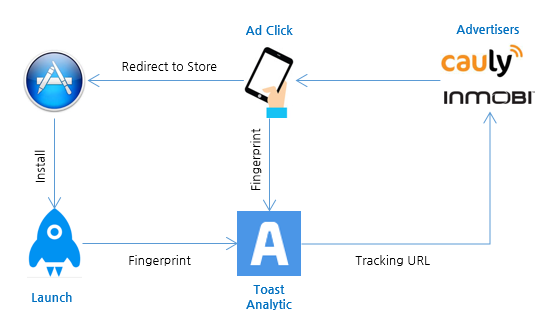 Ad Click
Advertisers
cauly
INMOBI
Redirect to Store
Install
Fingerprint
A
Fingerprint
Tracking URL
Launch
Toast
Analytic